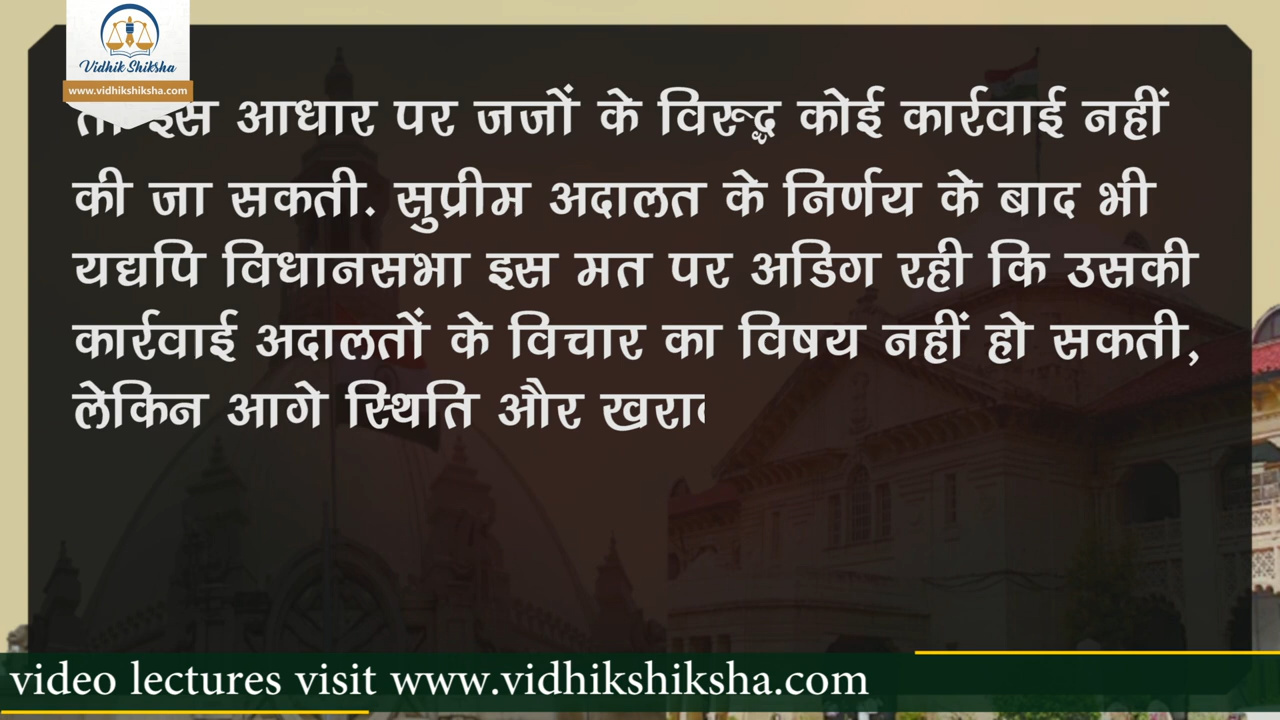 Vidhik Shiksha
www.vidhikshiksha.com
इस आधार पर जजों के विरूद्ध कोई कार्रवाई नहीं
की जा सकती. सुप्रीम अदालत के निर्णय के बाद भी
यद्यपि विधानसभा इस मत पर अडिग रही कि उसकी
कार्रवाई अदालतों के विचार का विषय नहीं हो सकती,
लेकिन आगे स्थिति और
video lectures visit www.vidhikshiksha.com